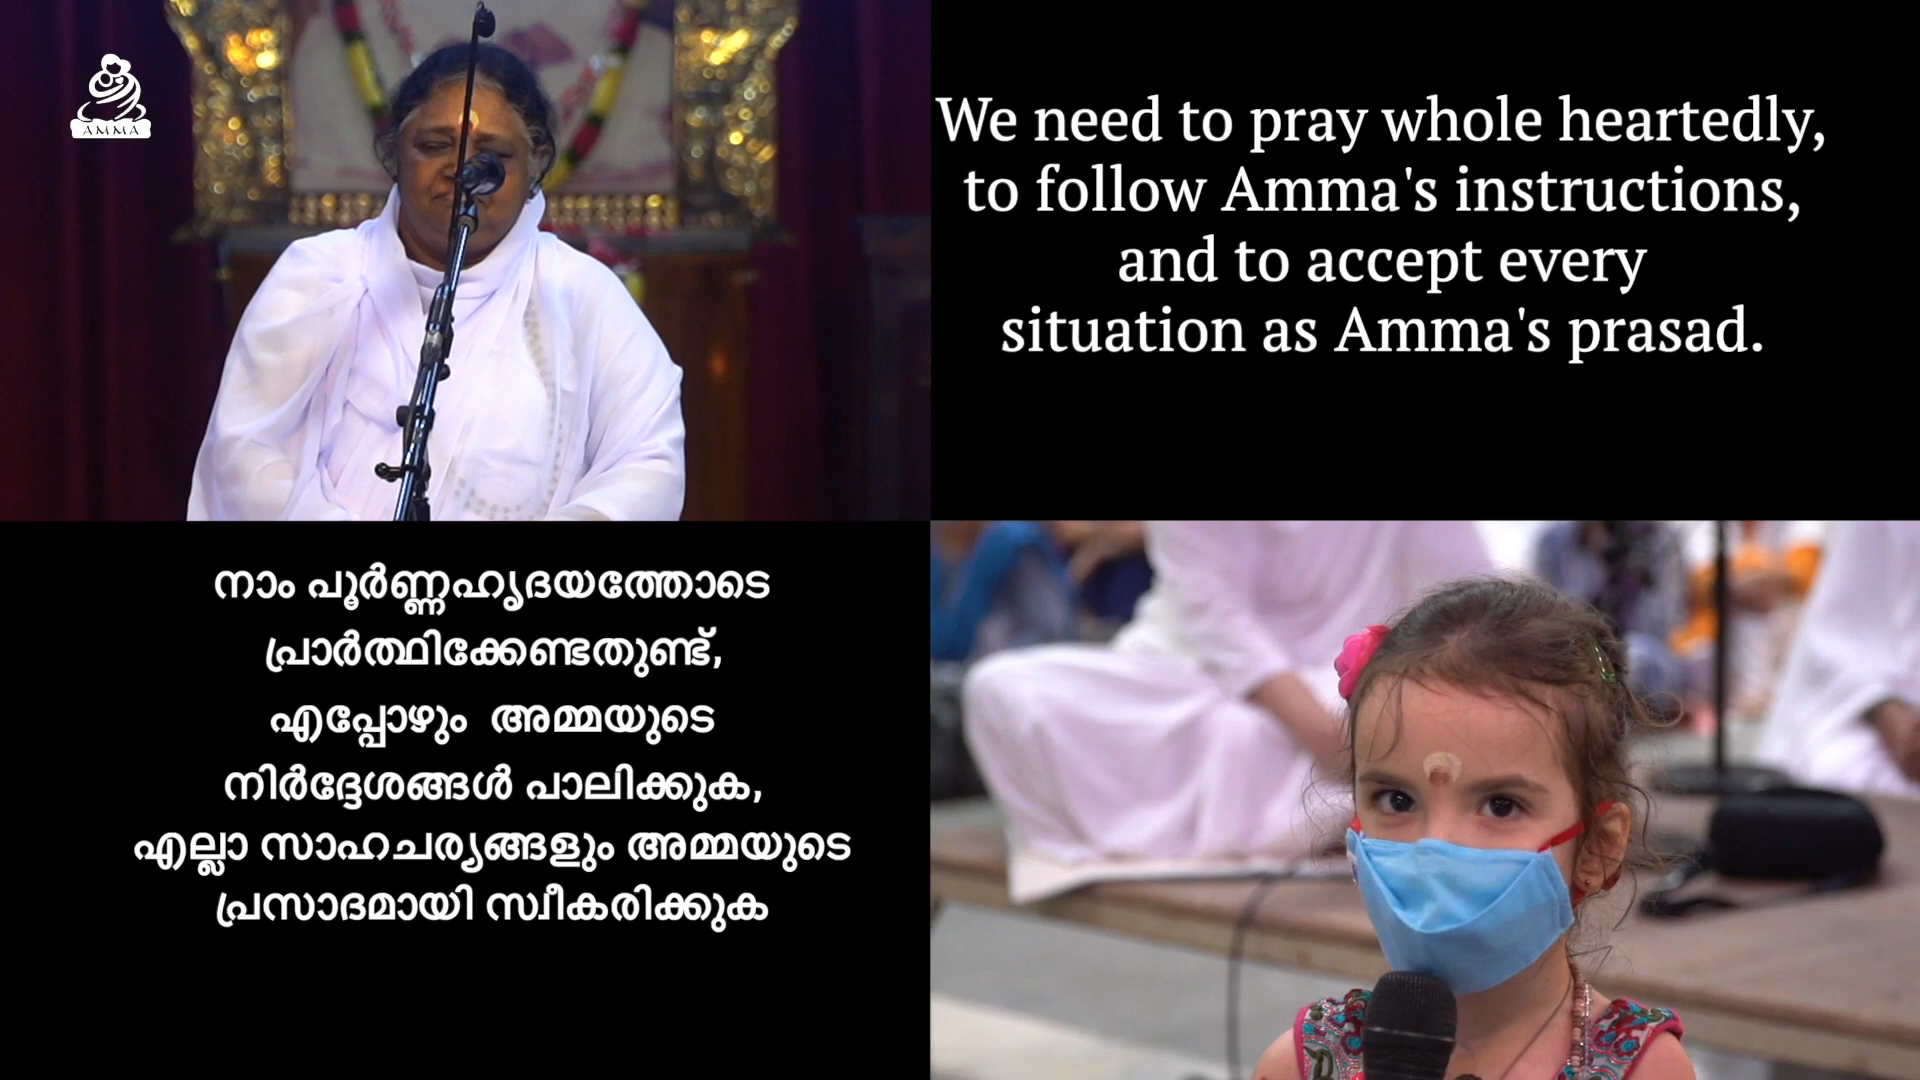 AMMA
We need to pray whole heartedly,
to follow Amma's instructions,
and to accept every
situation as Amma's prasad.
നാം പൂർണ്ണഹൃദയത്തോടെ
പ്രാർത്ഥിക്കേണ്ടതുണ്ട്,
എപ്പോഴും അമ്മയുടെ
നിർദ്ദേശങ്ങൾ പാലിക്കുക,
എല്ലാ സാഹചര്യങ്ങളും അമ്മയുടെ
പ്രസാദമായി സ്വീകരിക്കുക